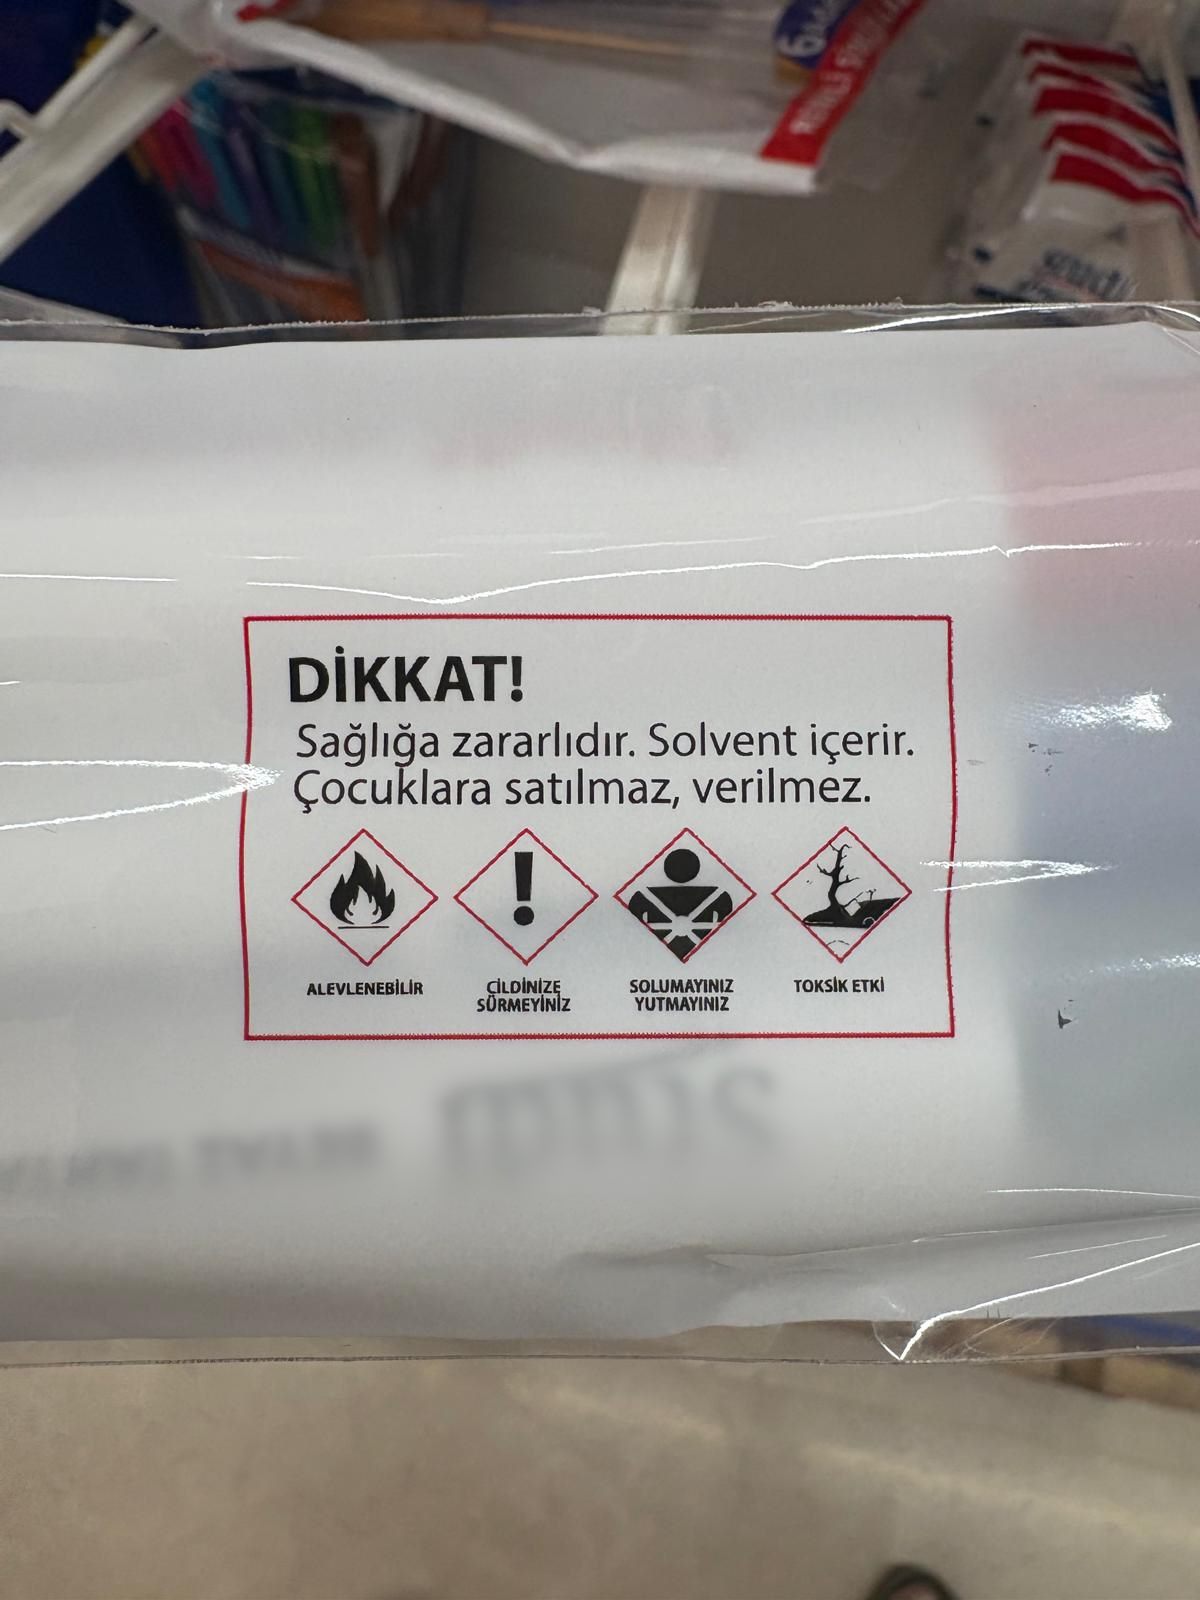 DİKKAT!
Sağlığa zararlıdır. Solvent içerir.
Çocuklara satılmaz, verilmez.
ALEVLENEBİLİR
CİLDİNİZE
SÜRMEYİNİZ
SOLUMAYINIZ
YUTMAYINIZ
TOKSİK ETKİ